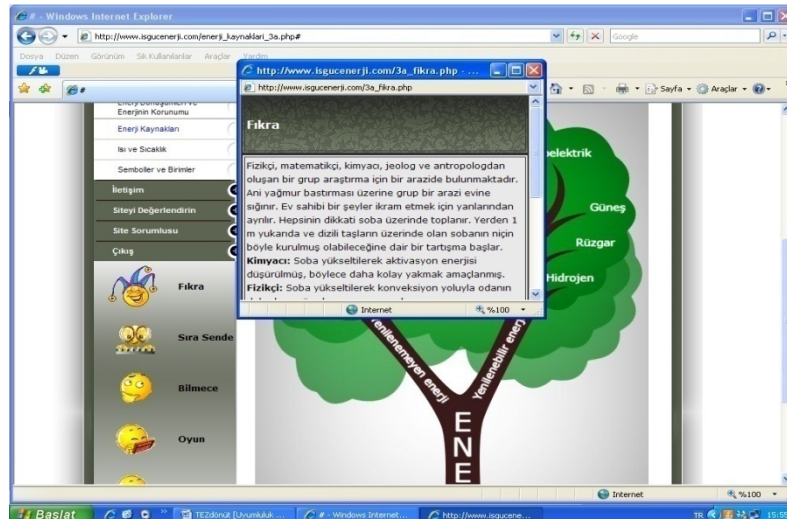 # - Windows Internet Explorer
http://www.isgucenerji.com/enerji_kaynaklari_3a.php#
Google
Dosya Düzen Görünüm Sık Kullanılanlar Araçlar Yardım
#
Sayfa
Araçlar
Enerjinin Korunumu
Enerji Kaynakları
Isı ve Sıcaklık
Semboller ve Birimler
İletişim
Siteyi Değerlendirin
Site Sorumlusu
Çıkış
Fıkra
Sıra Sende
Bilmece
Oyun
http://www.isgucenerji.com/3a_fikra.php - ...
http://www.isgucenerji.com/3a_fikra.php
Fıkra
Fizikçi, matematikçi, kimyacı, jeolog ve antropologdan
oluşan bir grup araştırma için bir arazide bulunmaktadır.
Ani yağmur bastırması üzerine grup bir arazi evine
sığınır. Ev sahibi bir şeyler ikram etmek için yanlarından
ayrılır. Hepsinin dikkati soba üzerinde toplanır. Yerden 1
m yukanda ve dizili taşların üzerinde olan sobanın niçin
böyle kurulmuş olabileceğine dair bir tartışma başlar.
Kimyacı: Soba yükseltilerek aktivasyon enerjisi
düşürülmüş, böylece daha kolay yakmak amaçlanmış.
Fizikçi: Soba yükseltilerek konveksiyon yoluyla odanın
Internet
%100
Güneş
Rüzgar
Hidrojen
Yenilenemeyen enerji
Yenilenebilir enerji
ENE
Internet
%100
Başlat
TEZdönüt [Uyumluluk ...
# - Windows Internet...
http://www.isgucene...
TR
15:55